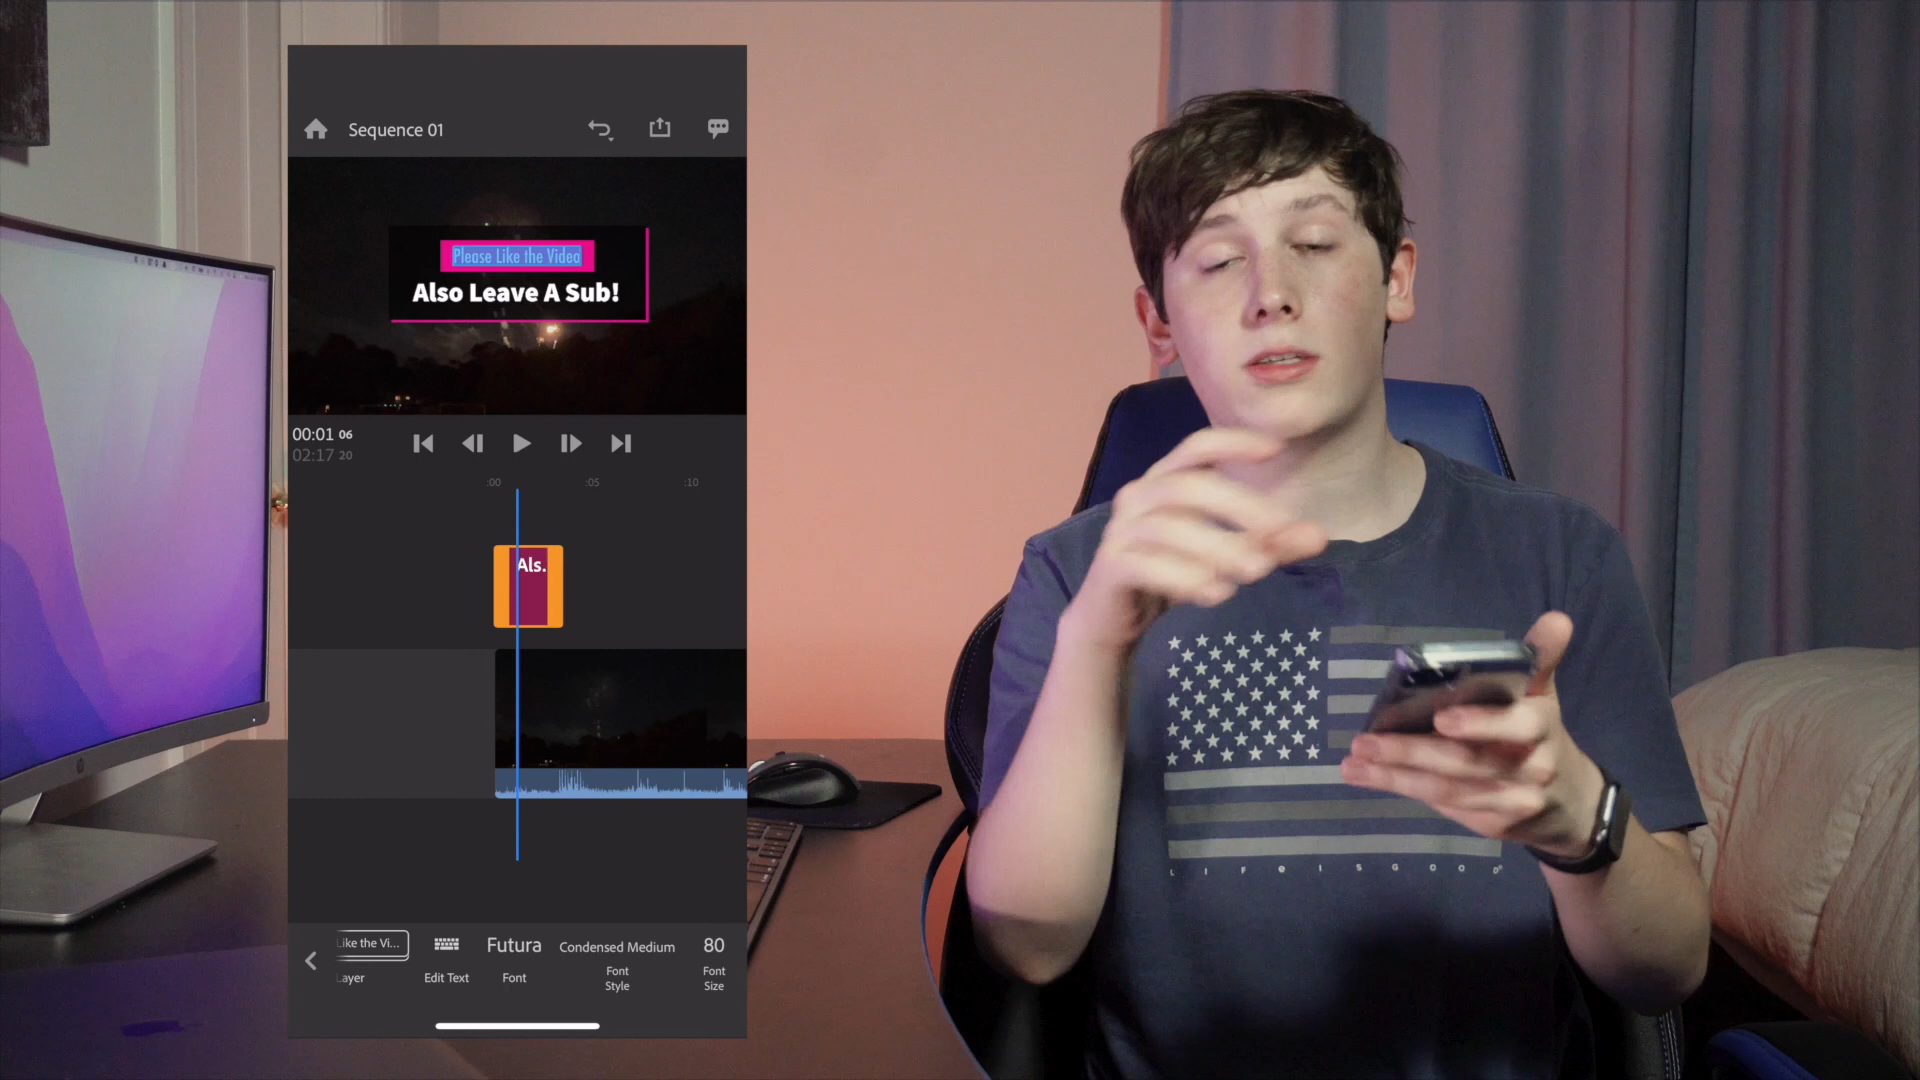 Sequence 01
Please Like the Video
Also Leave A Sub!
00:01 06
02:17 20
:00 :05 :10
Als.
Like the Vi...
Layer
Edit Text
Futura
Font
Condensed Medium
Font
Style
80
Font
Size
LIFeISGOOD